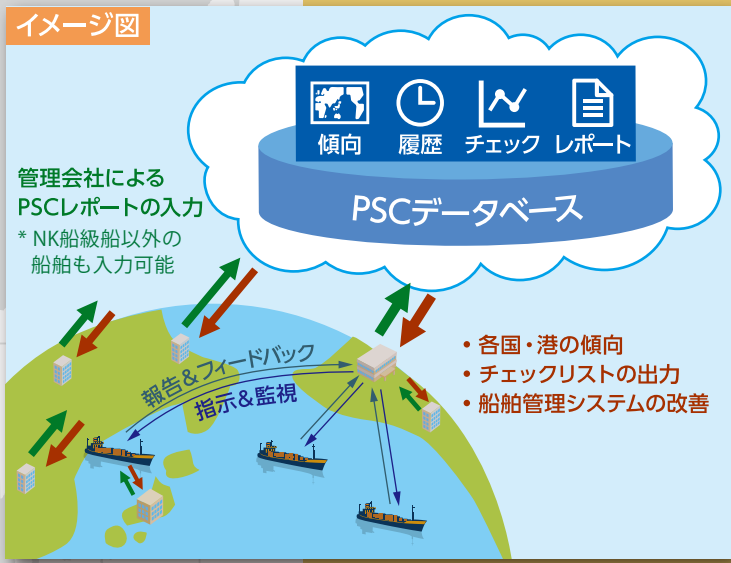 イメージ図
傾向 履歴 チェック レポート
PSCデータベース
管理会社による
PSCレポートの入力
* NK船級船以外の
船舶も入力可能
報告&フィードバック
指示&監視
・各国・港の傾向
・チェックリストの出力
・船舶管理システムの改善